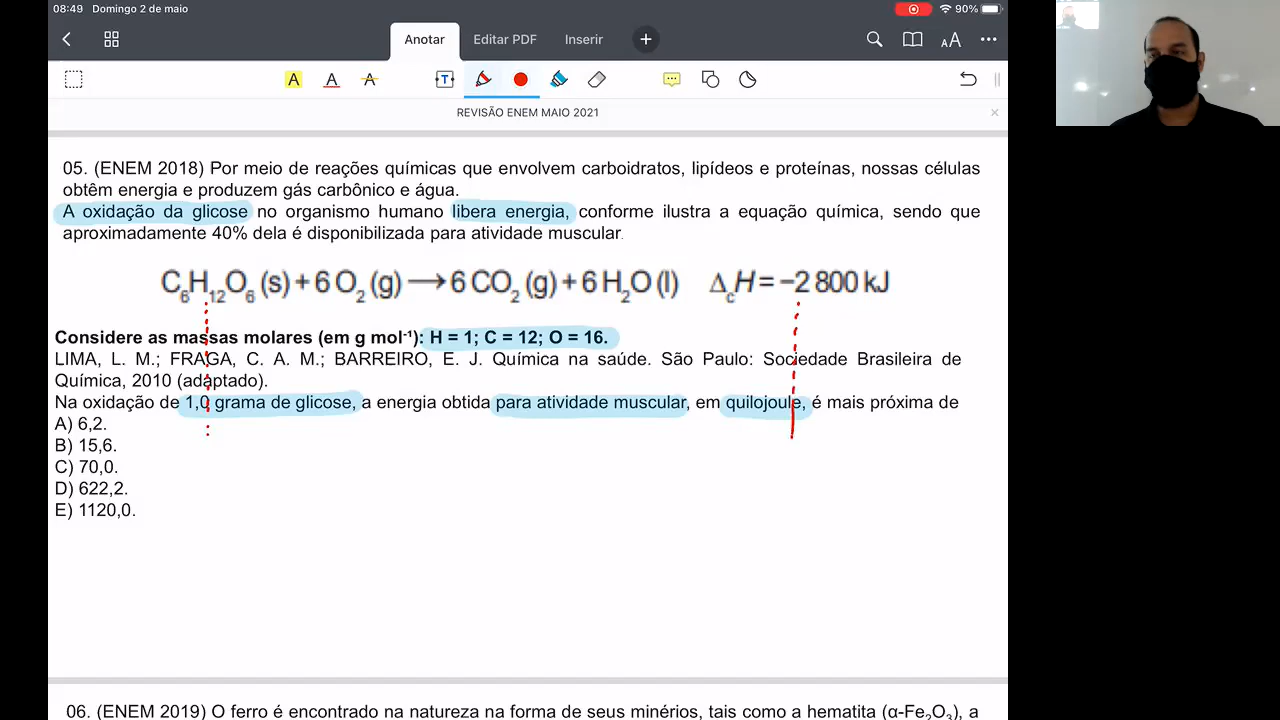 08:49 Domingo 2 de maio
90%
Anotar Editar PDF Inserir
AA
A A A T
REVISÃO ENEM MAIO 2021
05. (ENEM 2018) Por meio de reações químicas que envolvem carboidratos, lipídeos e proteínas, nossas células
obtêm energia e produzem gás carbônico e água.
A oxidação da glicose no organismo humano libera energia, conforme ilustra a equação química, sendo que
aproximadamente 40% dela é disponibilizada para atividade muscular.
C₆H₁₂O₆ (s) + 6 O₂ (g) ⟶ 6 CO₂ (g) + 6 H₂O (l) Δ꜀H = −2 800 kJ
Considere as massas molares (em g mol⁻¹): H = 1; C = 12; O = 16.
LIMA, L. M.; FRAGA, C. A. M.; BARREIRO, E. J. Química na saúde. São Paulo: Sociedade Brasileira de
Química, 2010 (adaptado).
Na oxidação de 1,0 grama de glicose, a energia obtida para atividade muscular, em quilojoule, é mais próxima de
A) 6,2.
B) 15,6.
C) 70,0.
D) 622,2.
E) 1120,0.
06. (ENEM 2019) O ferro é encontrado na natureza na forma de seus minérios, tais como a hematita (α-Fe₂O₃), a